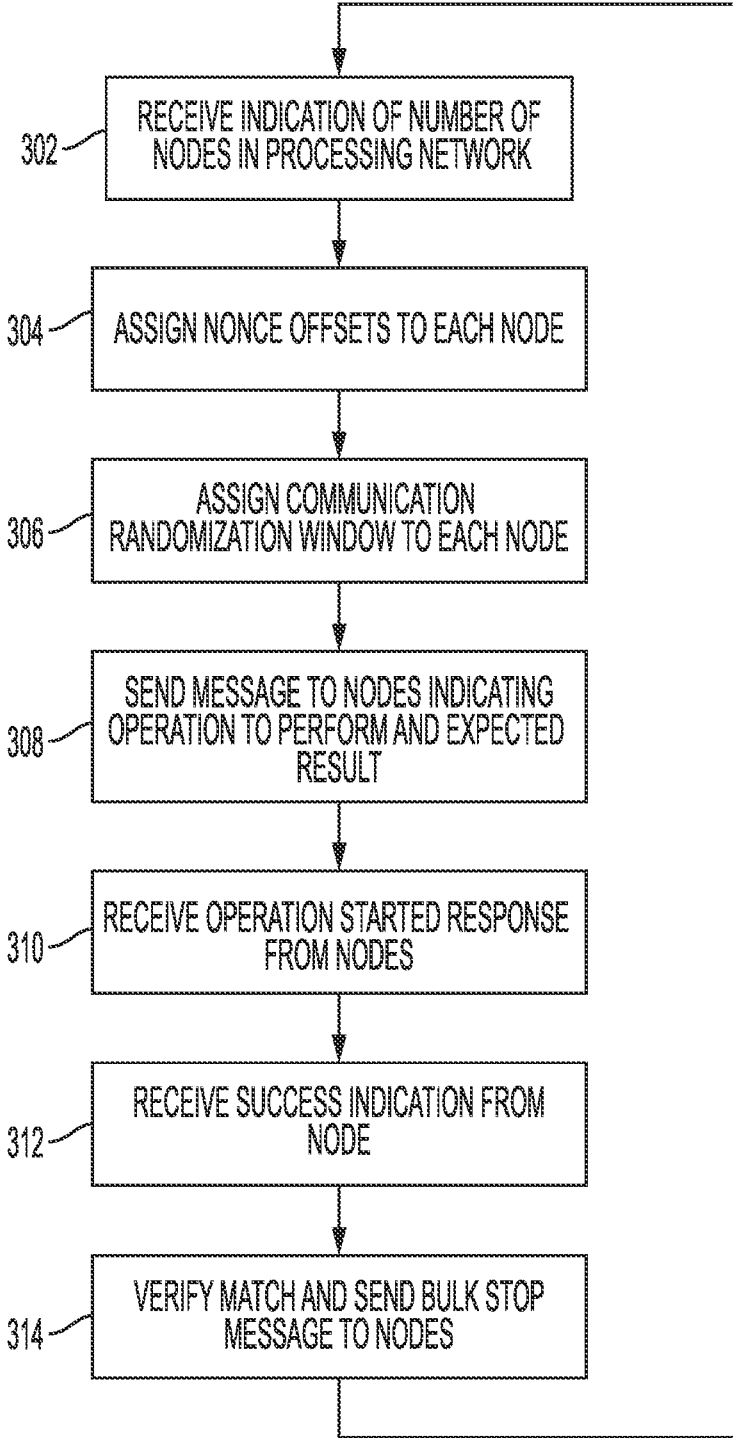 RECEIVE INDICATION OF NUMBER OF
NODES IN PROCESSING NETWORK
302
ASSIGN NONCE OFFSETS TO EACH NODE
304
ASSIGN COMMUNICATION
RANDOMIZATION WINDOW TO EACH NODE
306
SEND MESSAGE TO NODES INDICATING
OPERATION TO PERFORM AND EXPECTED
RESULT
308
RECEIVE OPERATION STARTED RESPONSE
FROM NODES
310
RECEIVE SUCCESS INDICATION FROM
NODE
312
VERIFY MATCH AND SEND BULK STOP
MESSAGE TO NODES
314